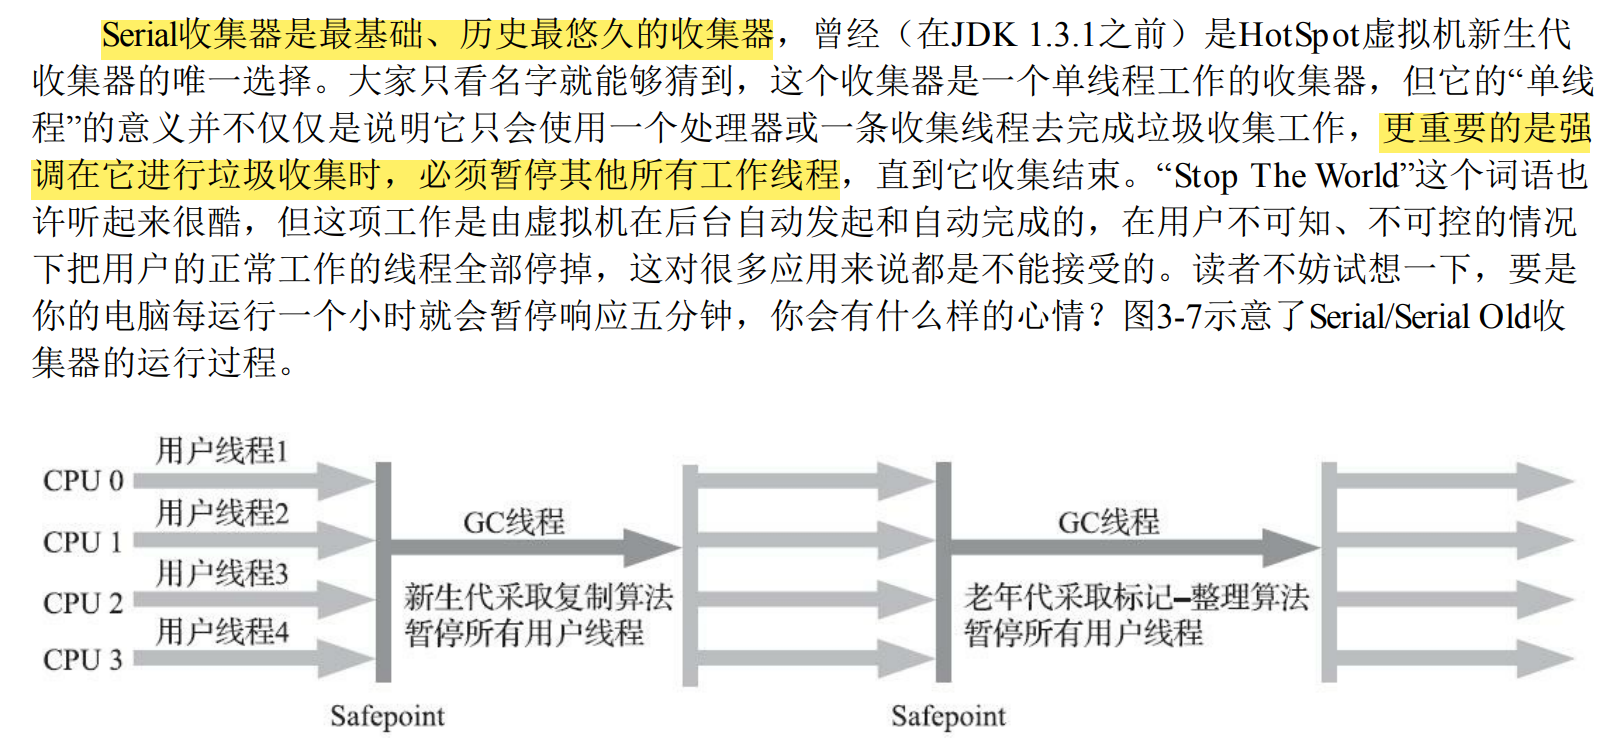 Serial收集器是最基础、历史最悠久的收集器，曾经（在JDK 1.3.1之前）是HotSpot虚拟机新生代
收集器的唯一选择。大家只看名字就能够猜到，这个收集器是一个单线程工作的收集器，但它的“单线
程”的意义并不仅仅是说明它只会使用一个处理器或一条收集线程去完成垃圾收集工作，更重要的是强
调在它进行垃圾收集时，必须暂停其他所有工作线程，直到它收集结束。“Stop The World”这个词语也
许听起来很酷，但这项工作是由虚拟机在后台自动发起和自动完成的，在用户不可知、不可控的情况
下把用户的正常工作的线程全部停掉，这对很多应用来说都是不能接受的。读者不妨试想一下，要是
你的电脑每运行一个小时就会暂停响应五分钟，你会有什么样的心情？图3-7示意了Serial/Serial Old收
集器的运行过程。
用户线程1
CPU 0
用户线程2
CPU 1
用户线程3
CPU 2
用户线程4
CPU 3
GC线程
新生代采取复制算法
暂停所有用户线程
GC线程
老年代采取标记–整理算法
暂停所有用户线程
Safepoint
Safepoint